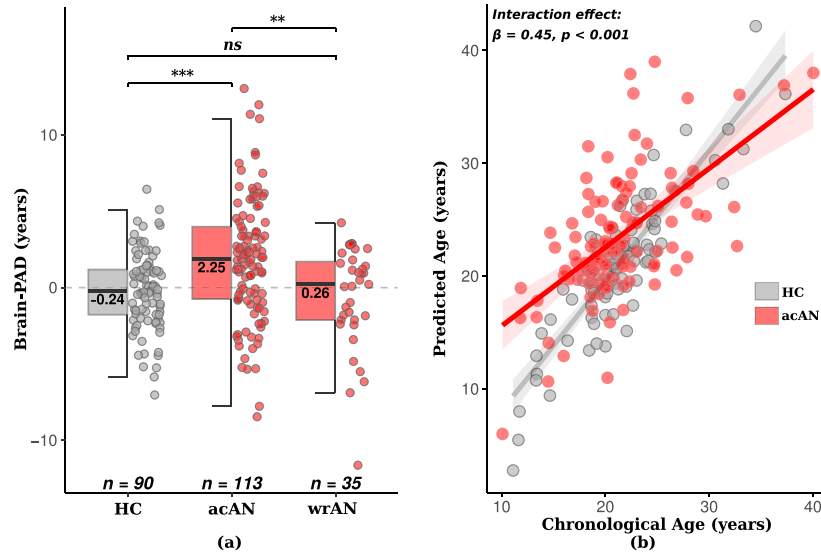 **
ns
***
10
0
−10
Brain-PAD (years)
-0.24
2.25
0.26
n = 90
n = 113
n = 35
HC
acAN
wrAN
(a)
Interaction effect:
β = 0.45, p < 0.001
40
30
20
10
Predicted Age (years)
HC
acAN
10
20
30
40
Chronological Age (years)
(b)